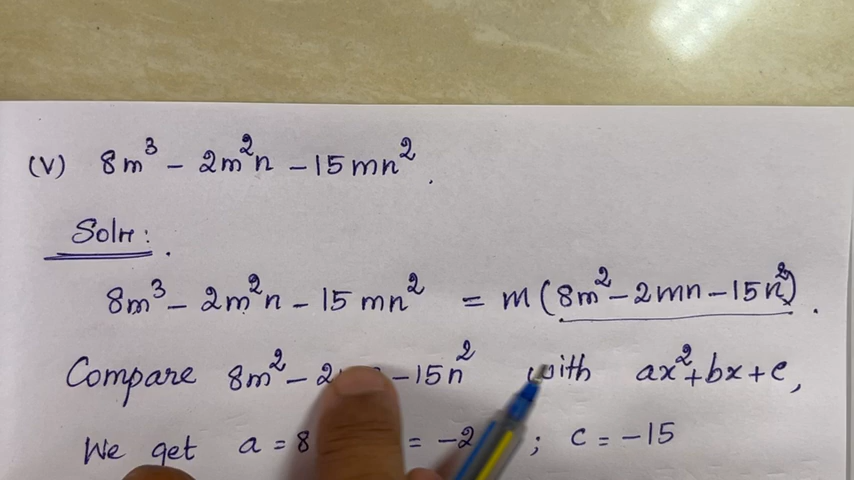 (V) 8m³ - 2m²n - 15mn².
Soln:.
8m³ - 2m²n - 15mn² = m(8m² - 2mn - 15n²).
Compare 8m² - 2 - 15n² with ax² + bx + c,
We get a = 8 = -2 ; c = -15